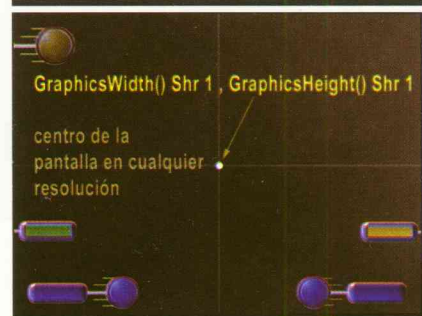 GraphicsWidth() Shr 1 , GraphicsHeight() Shr 1
centro de la
pantalla en cualquier
resolución